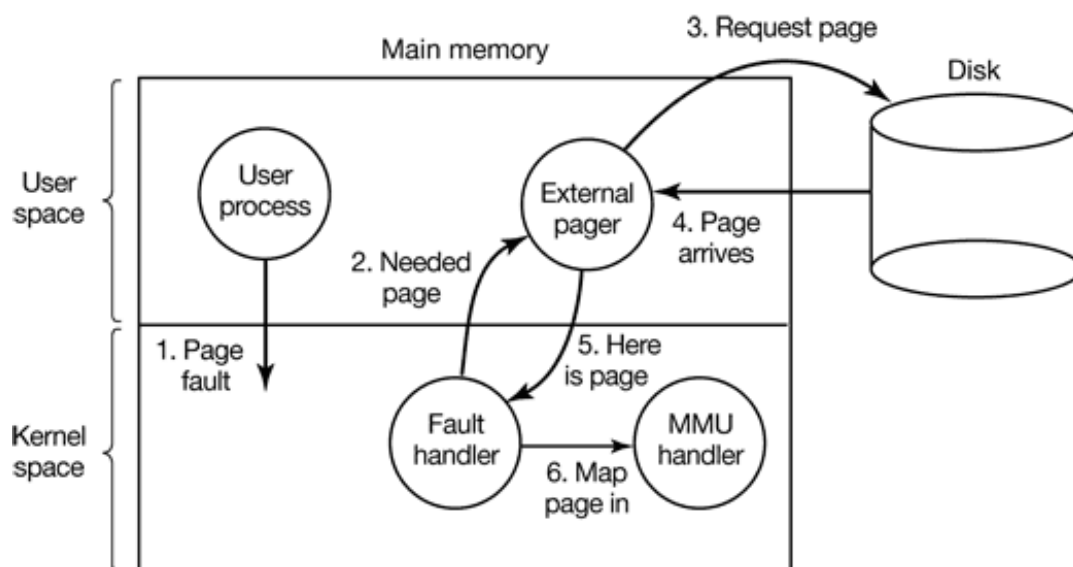 Main memory
3. Request page
Disk
User
space
User
process
External
pager
4. Page
arrives
2. Needed
page
1. Page
fault
5. Here
is page
Kernel
space
Fault
handler
MMU
handler
6. Map
page in